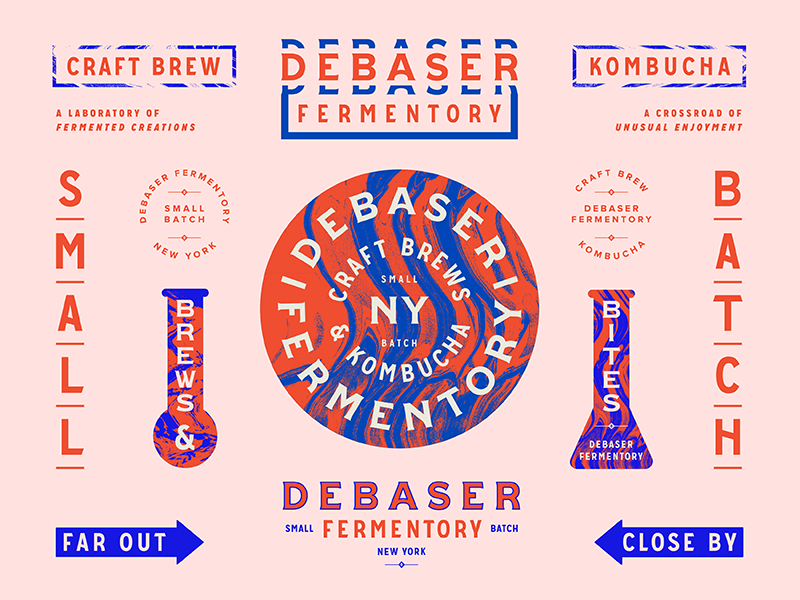 CRAFT BREW
DEBASER
FERMENTORY
KOMBUCHA
A LABORATORY OF
FERMENTED CREATIONS
A CROSSROAD OF
UNUSUAL ENJOYMENT
SMALL
DEBASER FERMENTORY
SMALL
BATCH
NEW YORK
BREWS &
DEBASER
FERMENTORY
CRAFT BREWS
& KOMBUCHA
SMALL
NY
BATCH
CRAFT BREW
DEBASER
FERMENTORY
KOMBUCHA
BITES
DEBASER
FERMENTORY
BATCH
DEBASER
SMALL FERMENTORY BATCH
NEW YORK
FAR OUT
CLOSE BY